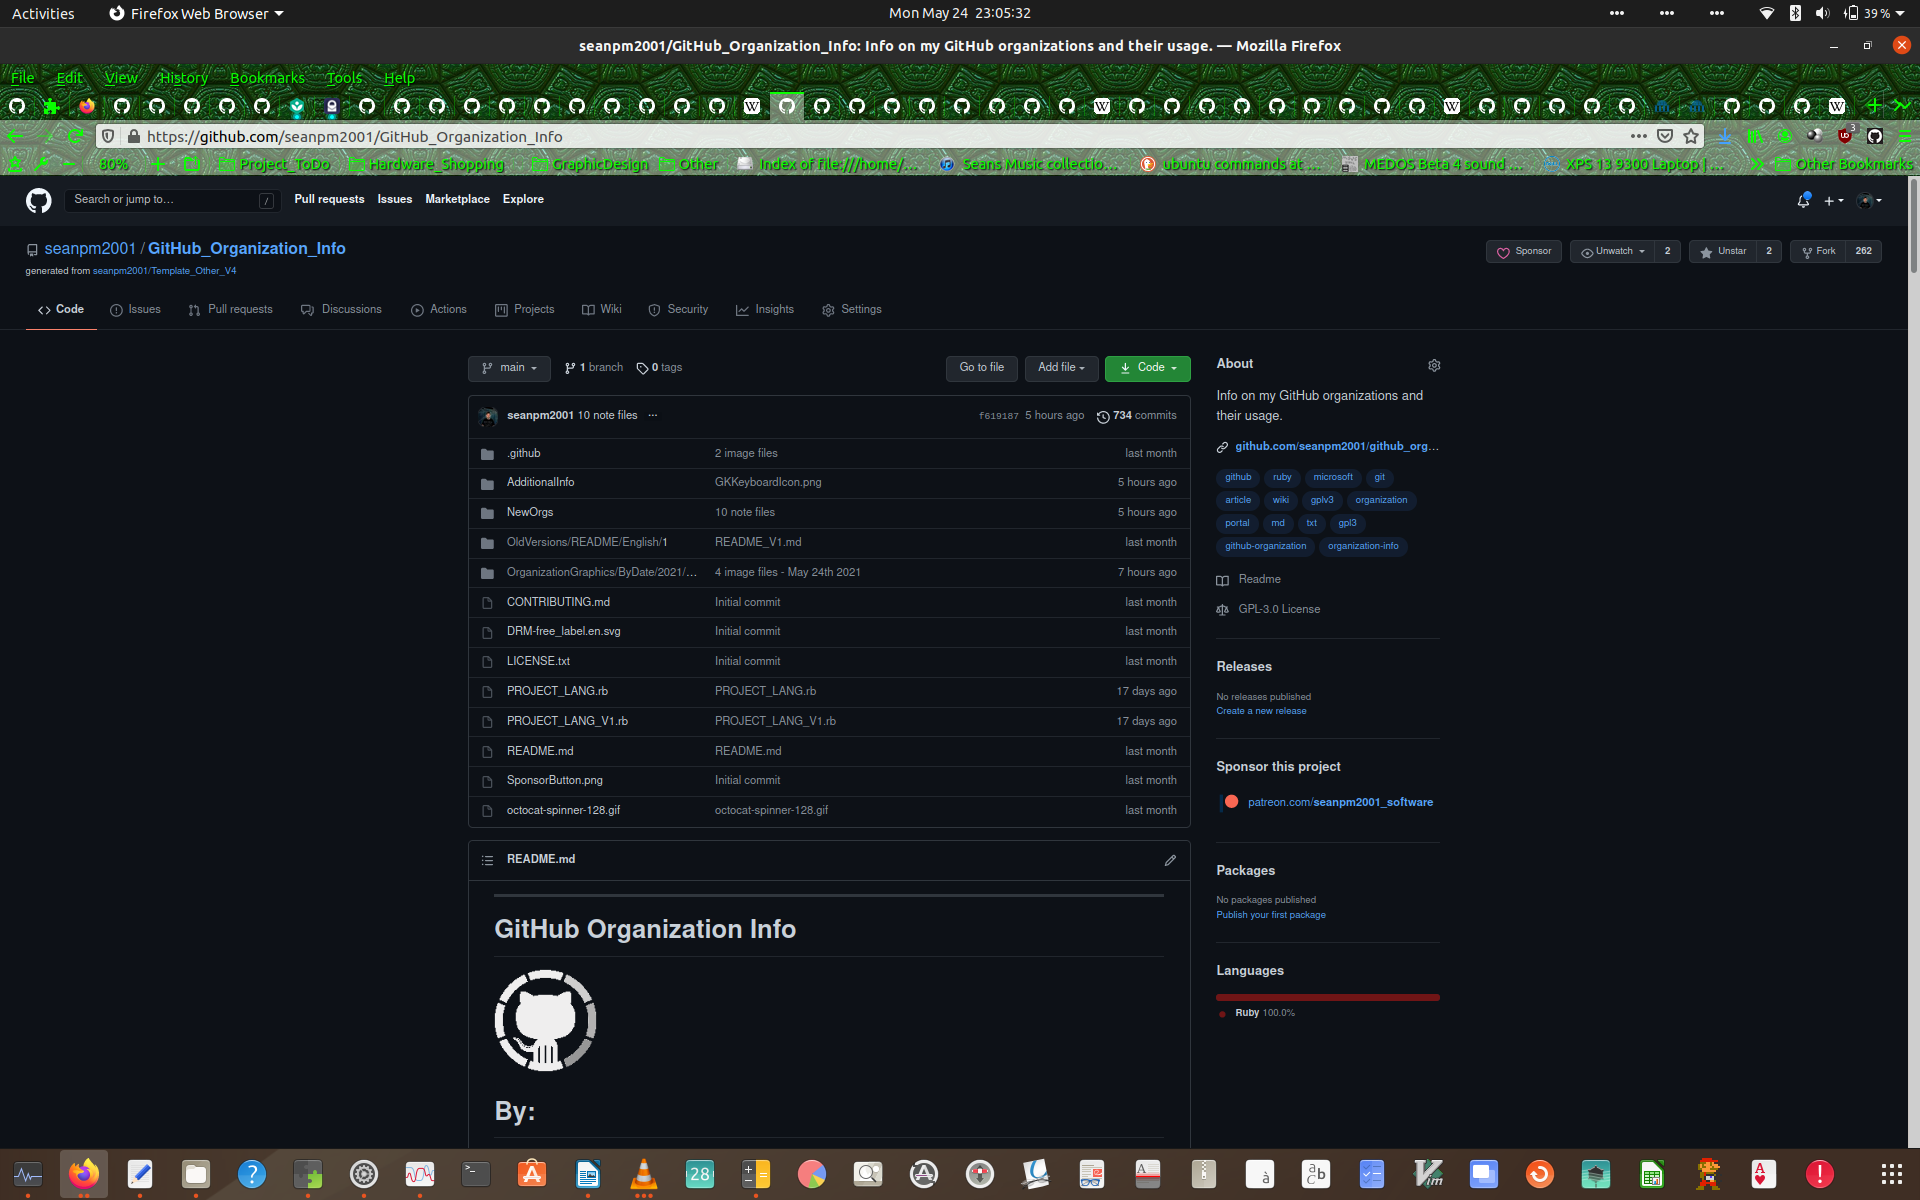 Activities
Firefox Web Browser
Mon May 24 23:05:32
39 %
seanpm2001/GitHub_Organization_Info: Info on my GitHub organizations and their usage. — Mozilla Firefox
File Edit View History Bookmarks Tools Help
https://github.com/seanpm2001/GitHub_Organization_Info
3
80%
Project_ToDo
Hardware_Shopping
GraphicDesign
Other
Index of file:///home/…
Seans Music collectio…
ubuntu commands at …
MEDOS Beta 4 sound …
XPS 13 9300 Laptop | …
Other Bookmarks
Search or jump to…
/
Pull requests
Issues
Marketplace
Explore
seanpm2001 / GitHub_Organization_Info
generated from seanpm2001/Template_Other_V4
Sponsor
Unwatch 2
Unstar 2
Fork 262
Code
Issues
Pull requests
Discussions
Actions
Projects
Wiki
Security
Insights
Settings
main
1 branch
0 tags
Go to file
Add file
Code
seanpm2001 10 note files ...
f619187 5 hours ago
734 commits
.github 2 image files last month
AdditionalInfo GKKeyboardIcon.png 5 hours ago
NewOrgs 10 note files 5 hours ago
OldVersions/README/English/1 README_V1.md last month
OrganizationGraphics/ByDate/2021/… 4 image files - May 24th 2021 7 hours ago
CONTRIBUTING.md Initial commit last month
DRM-free_label.en.svg Initial commit last month
LICENSE.txt Initial commit last month
PROJECT_LANG.rb PROJECT_LANG.rb 17 days ago
PROJECT_LANG_V1.rb PROJECT_LANG_V1.rb 17 days ago
README.md README.md last month
SponsorButton.png Initial commit last month
octocat-spinner-128.gif octocat-spinner-128.gif last month
README.md
GitHub Organization Info
By:
About
Info on my GitHub organizations and
their usage.
github.com/seanpm2001/github_org…
github ruby microsoft git
article wiki gplv3 organization
portal md txt gpl3
github-organization organization-info
Readme
GPL-3.0 License
Releases
No releases published
Create a new release
Sponsor this project
patreon.com/seanpm2001_software
Packages
No packages published
Publish your first package
Languages
Ruby 100.0%
28